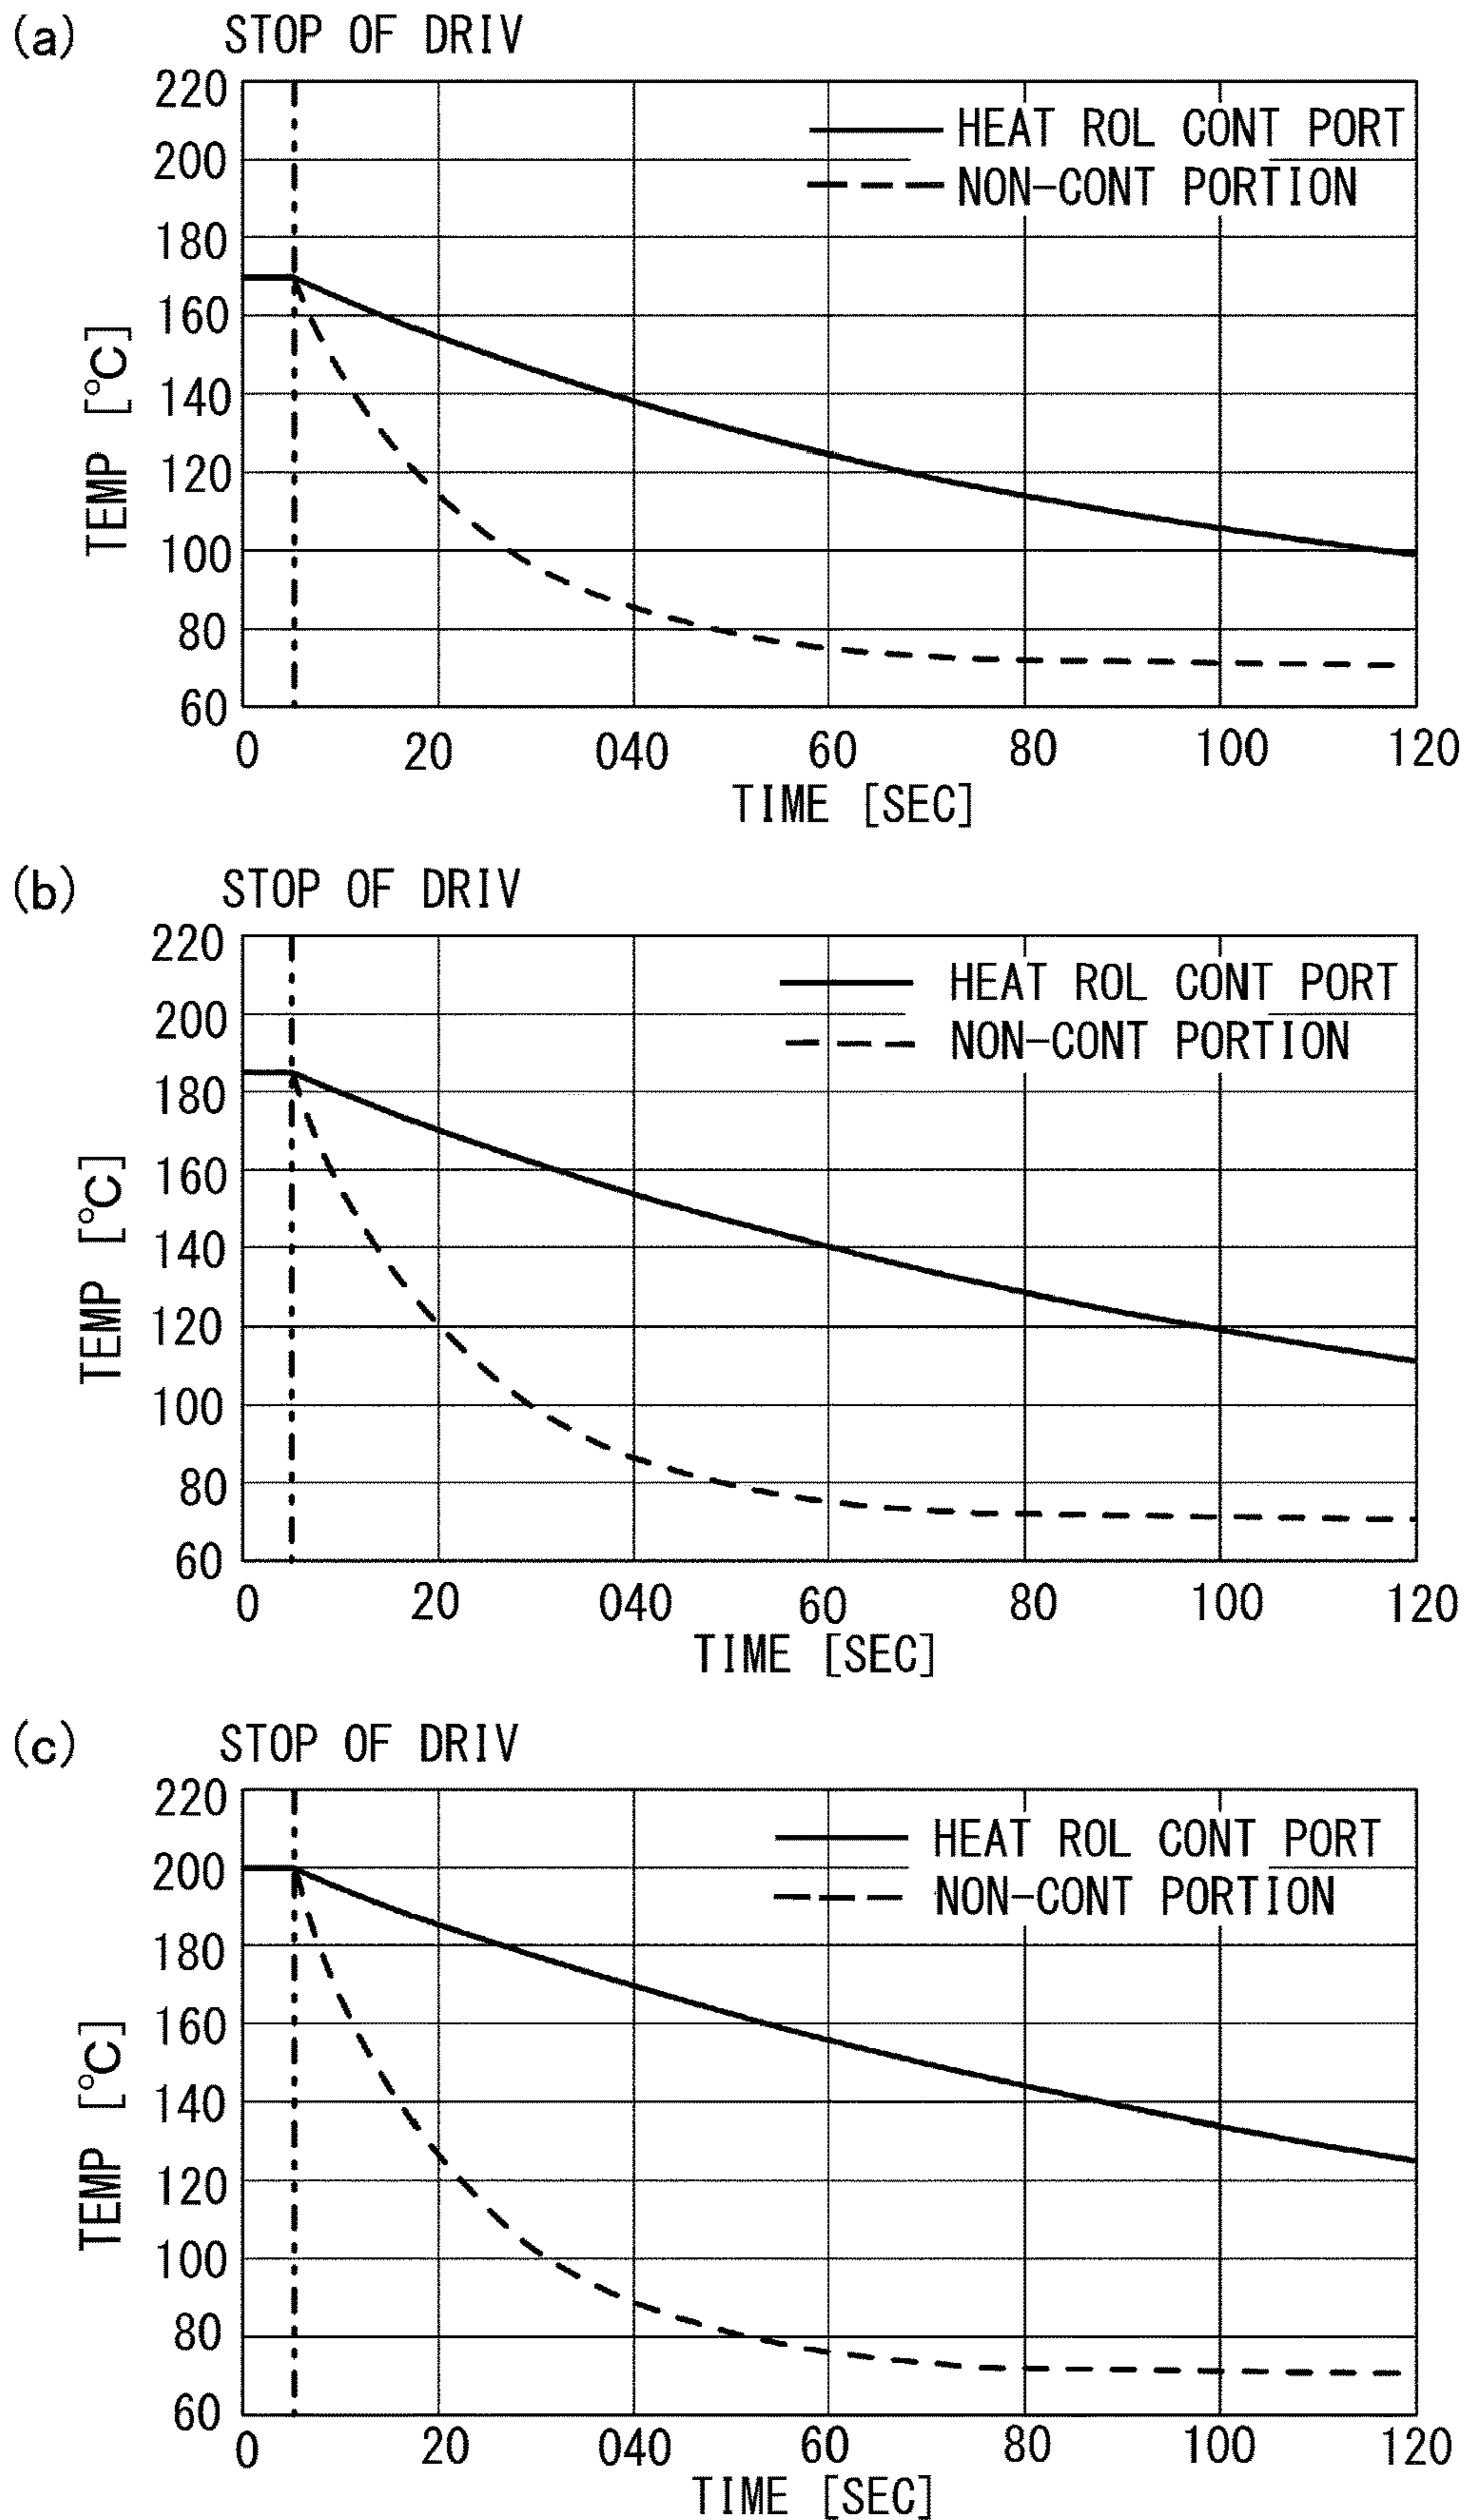 (a) STOP OF DRIV
220
HEAT ROL CONT PORT
200
NON-CONT PORTION
180
160
140
120
100
80
60
TEMP [°C]
0 20 040 60 80 100 120
TIME [SEC]
(b) STOP OF DRIV
220
HEAT ROL CONT PORT
200
NON-CONT PORTION
180
160
140
120
100
80
60
TEMP [°C]
0 20 040 60 80 100 120
TIME [SEC]
(c) STOP OF DRIV
220
HEAT ROL CONT PORT
200
NON-CONT PORTION
180
160
140
120
100
80
60
TEMP [°C]
0 20 040 60 80 100 120
TIME [SEC]